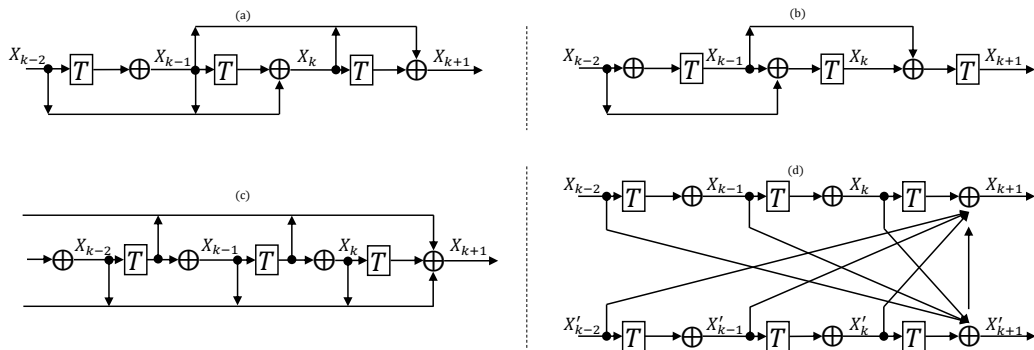 (a)
X_{k-2} T X_{k-1} T X_k T X_{k+1}
(b)
X_{k-2} T X_{k-1} T X_k T X_{k+1}
(c)
X_{k-2} T X_{k-1} T X_k T X_{k+1}
(d)
X_{k-2} T X_{k-1} T X_k T X_{k+1}
X'_{k-2} T X'_{k-1} T X'_k T X'_{k+1}